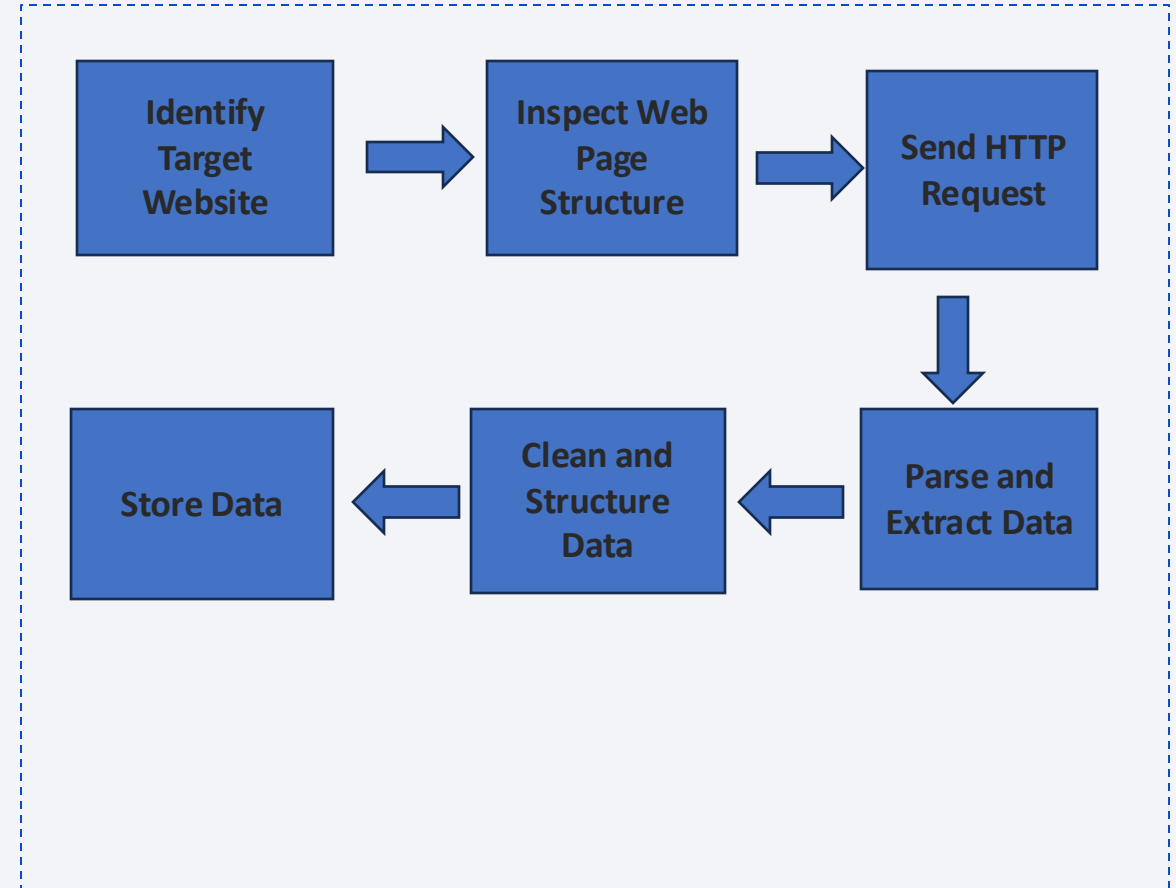 Identify
Target
Website
Inspect Web
Page
Structure
Send HTTP
Request
Parse and
Extract Data
Clean and
Structure
Data
Store Data